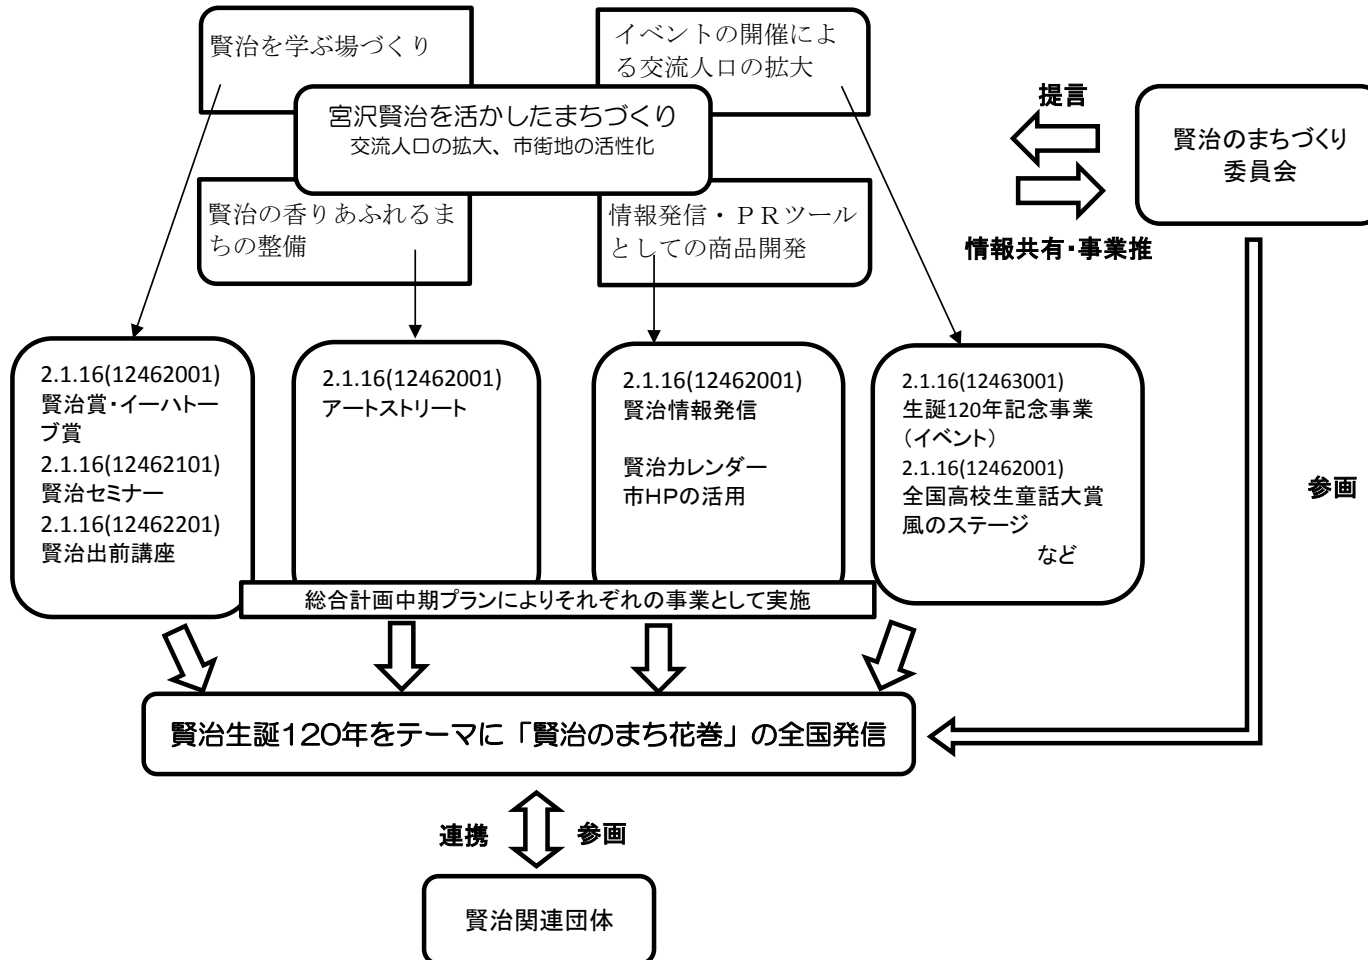 賢治を学ぶ場づくり
イベントの開催によ
る交流人口の拡大
宮沢賢治を活かしたまちづくり
交流人口の拡大、市街地の活性化
賢治の香りあふれるま
ちの整備
情報発信・ＰＲツール
としての商品開発
提言
賢治のまちづくり
委員会
情報共有・事業推
2.1.16(12462001)
賢治賞・イーハトー
ブ賞
2.1.16(12462101)
賢治セミナー
2.1.16(12462201)
賢治出前講座
2.1.16(12462001)
アートストリート
2.1.16(12462001)
賢治情報発信
賢治カレンダー
市HPの活用
2.1.16(12463001)
生誕120年記念事業
（イベント）
2.1.16(12462001)
全国高校生童話大賞
風のステージ
など
参画
総合計画中期プランによりそれぞれの事業として実施
賢治生誕120年をテーマに「賢治のまち花巻」の全国発信
連携
参画
賢治関連団体